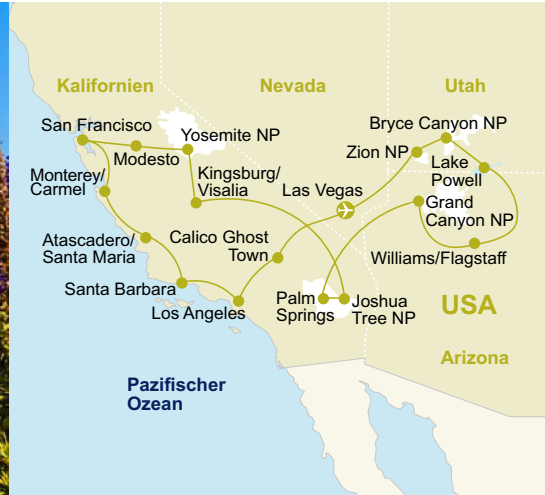 Kalifornien
Nevada
Utah
San Francisco
Modesto
Yosemite NP
Bryce Canyon NP
Zion NP
Lake
Powell
Monterey/
Carmel
Kingsburg/
Visalia
Las Vegas
Grand
Canyon NP
Atascadero/
Santa Maria
Calico Ghost
Town
Williams/Flagstaff
Santa Barbara
Los Angeles
Palm
Springs
Joshua
Tree NP
USA
Arizona
Pazifischer
Ozean